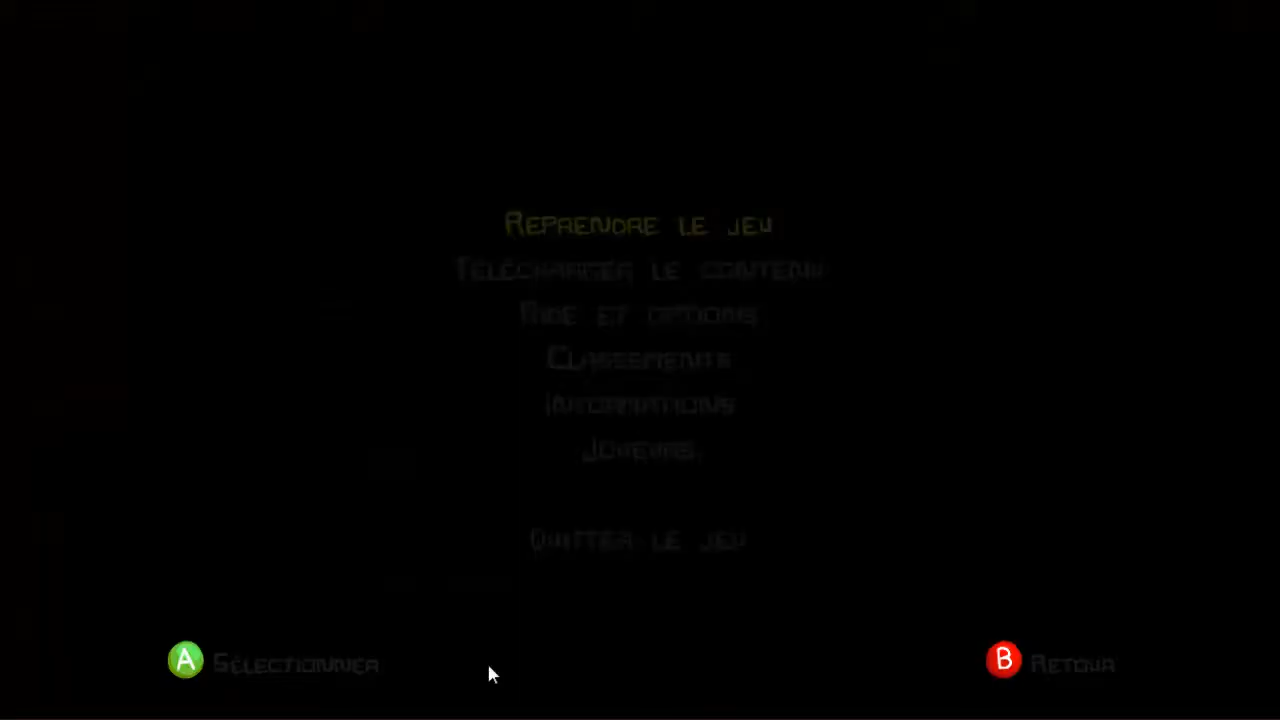 Reprendre le jeu
Télécharger le contenu
Aide et options
Classements
Informations
Joueurs
Quitter le jeu
A Sélectionner
B Retour